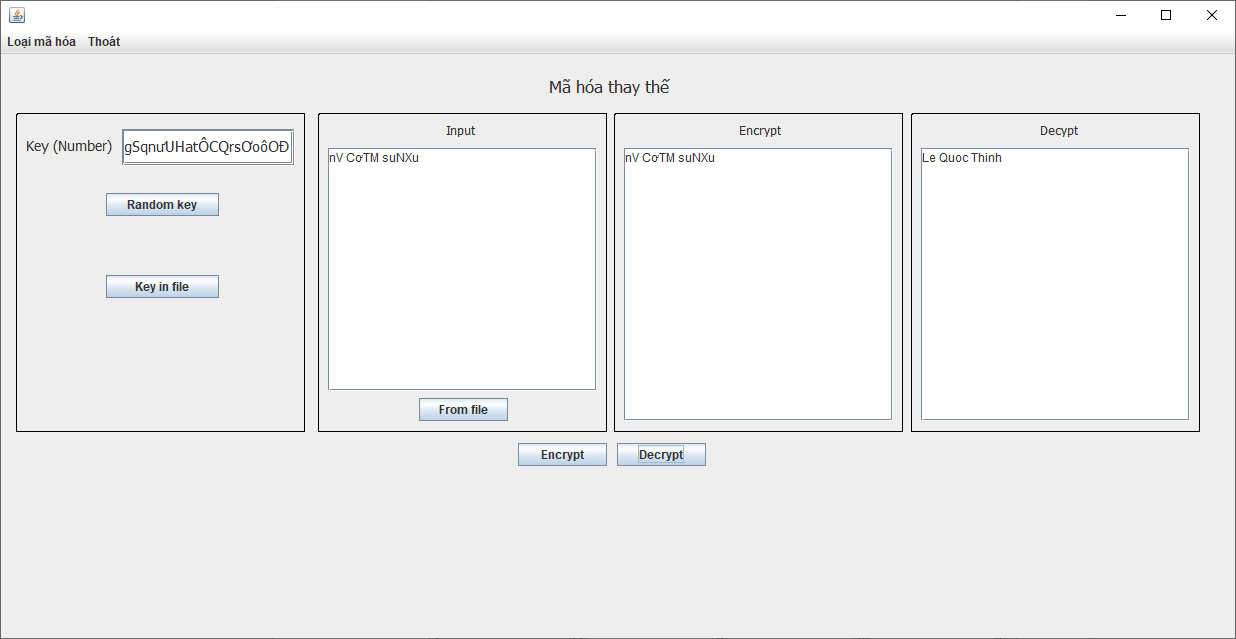 Loại mã hóa Thoát
Mã hóa thay thế
Key (Number) gSqnưUHatÔCQrsƠoôOĐ
Random key
Key in file
Input
nV CơTM suNXu
From file
Encrypt
nV CơTM suNXu
Decypt
Le Quoc Thinh
Encrypt Decrypt